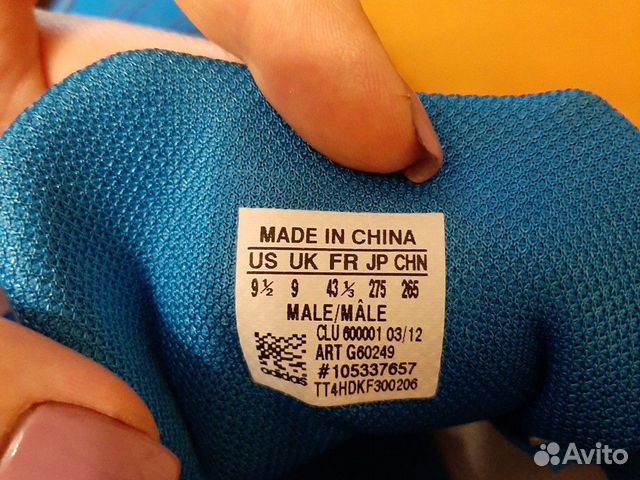 MADE IN CHINA
US UK FR JP CHN
9 ½ 9 43 ⅓ 275 265
MALE/MÂLE
CLU 600001 03/12
ART G60249
#105337657
TT4HDKF300206
adidas
Avito